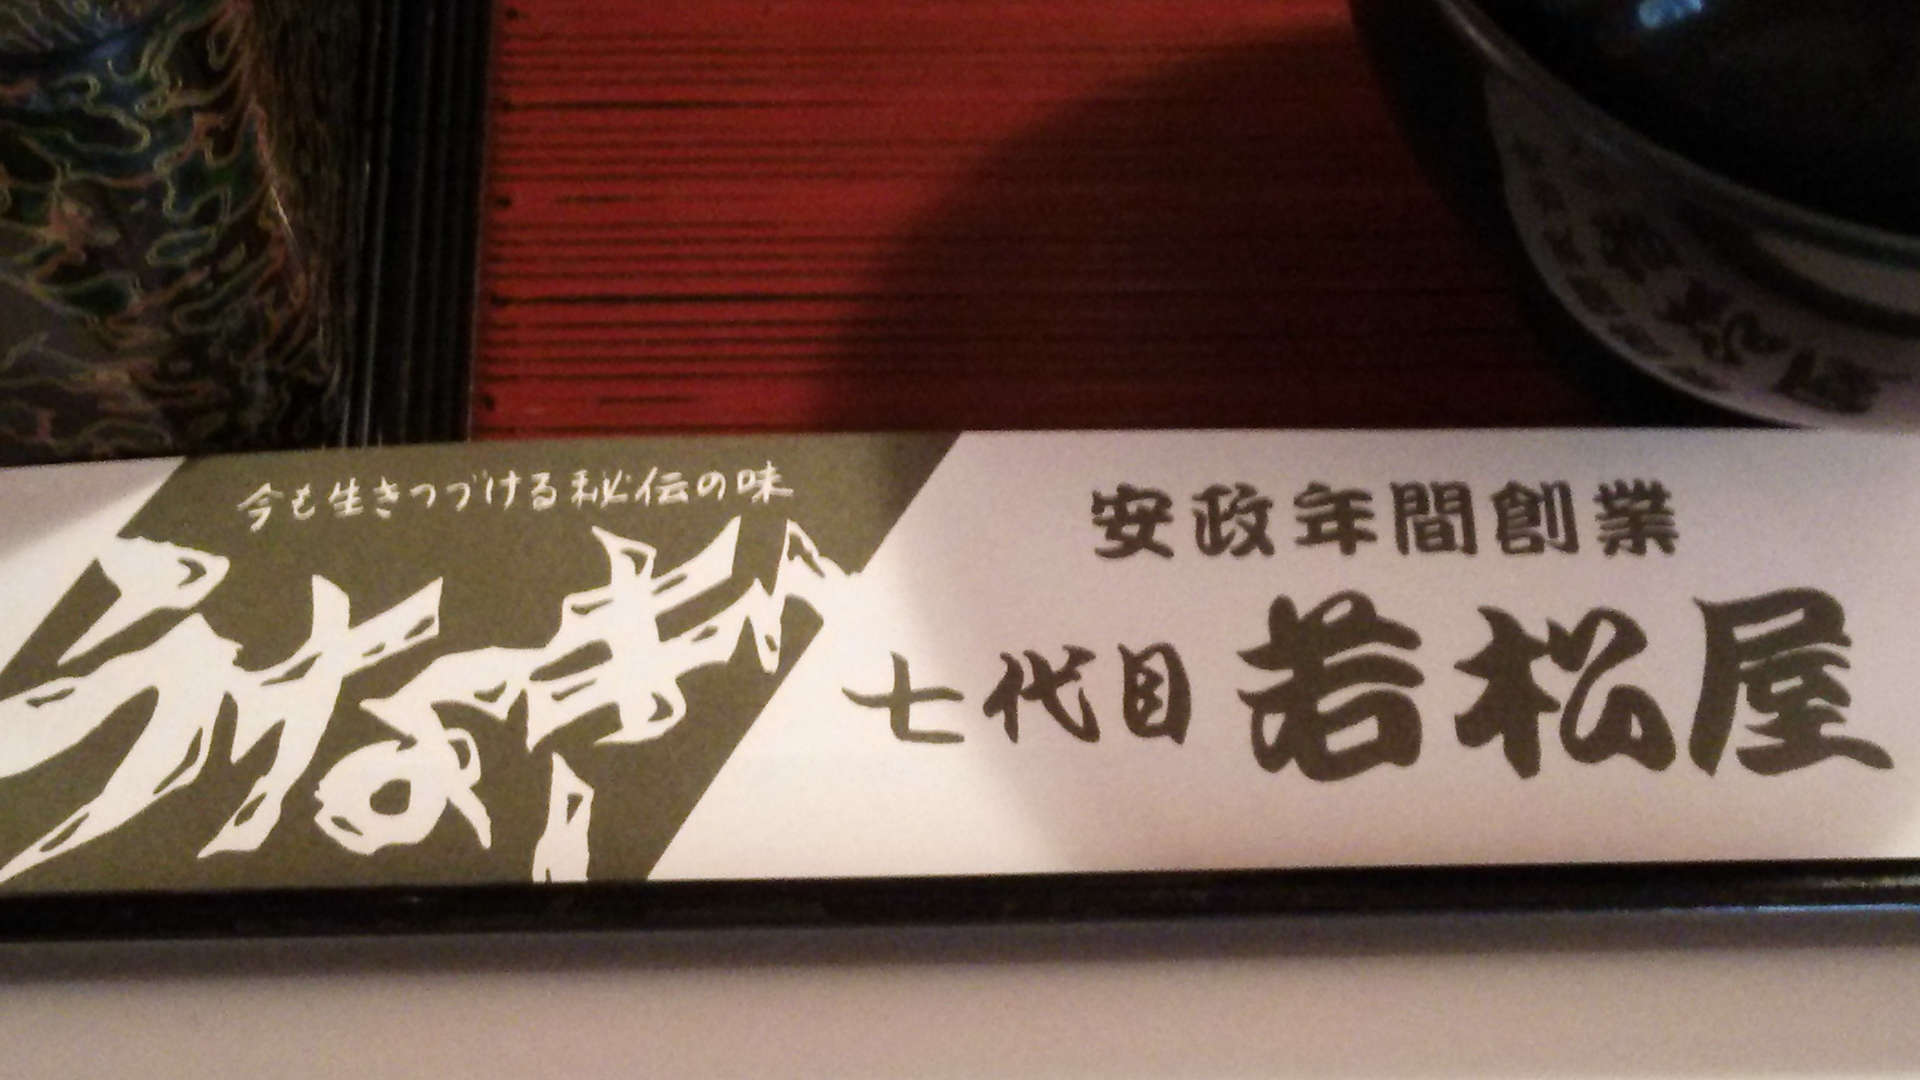 今も生きつづける秘伝の味
うなぎ
安政年間創業
七代目 若松屋